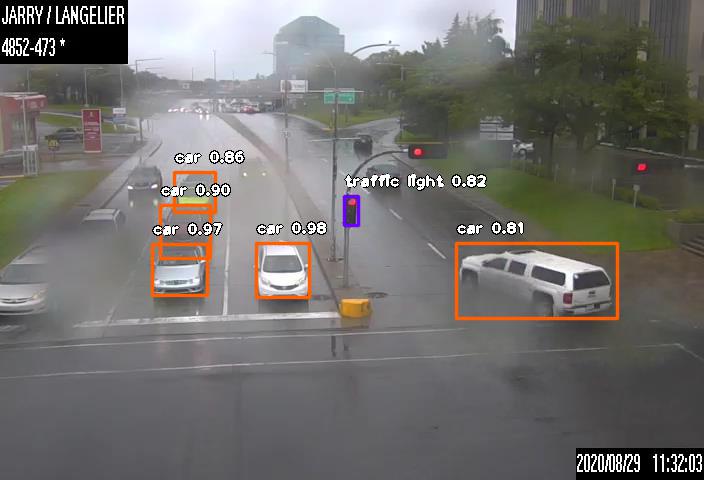 JARRY / LANGELIER
4852-473 *
car 0.86
traffic light 0.82
car 0.90
car 0.97
car 0.98
car 0.81
2020/08/29 11:32:03